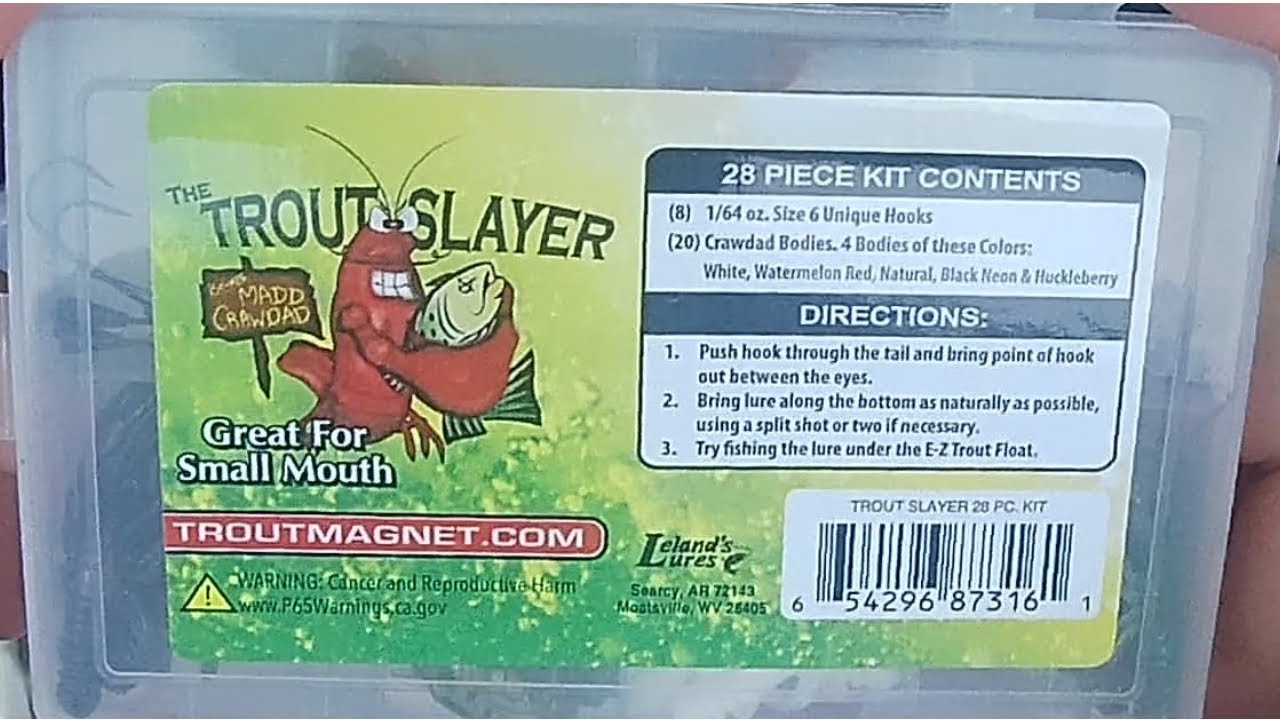 THE
TROUT SLAYER
MADD
CRAWDAD
Great For
Small Mouth
TROUTMAGNET.COM
WARNING: Cancer and Reproductive Harm
www.P65Warnings.ca.gov
28 PIECE KIT CONTENTS
(8) 1/64 oz. Size 6 Unique Hooks
(20) Crawdad Bodies. 4 Bodies of these Colors:
White, Watermelon Red, Natural, Black Neon & Huckleberry
DIRECTIONS:
1. Push hook through the tail and bring point of hook
out between the eyes.
2. Bring lure along the bottom as naturally as possible,
using a split shot or two if necessary.
3. Try fishing the lure under the E-Z Trout Float.
Leland's
Lures
Searcy, AR 72143
Maatsville, WV 26405
TROUT SLAYER 28 PC. KIT
6 54296 87316 1